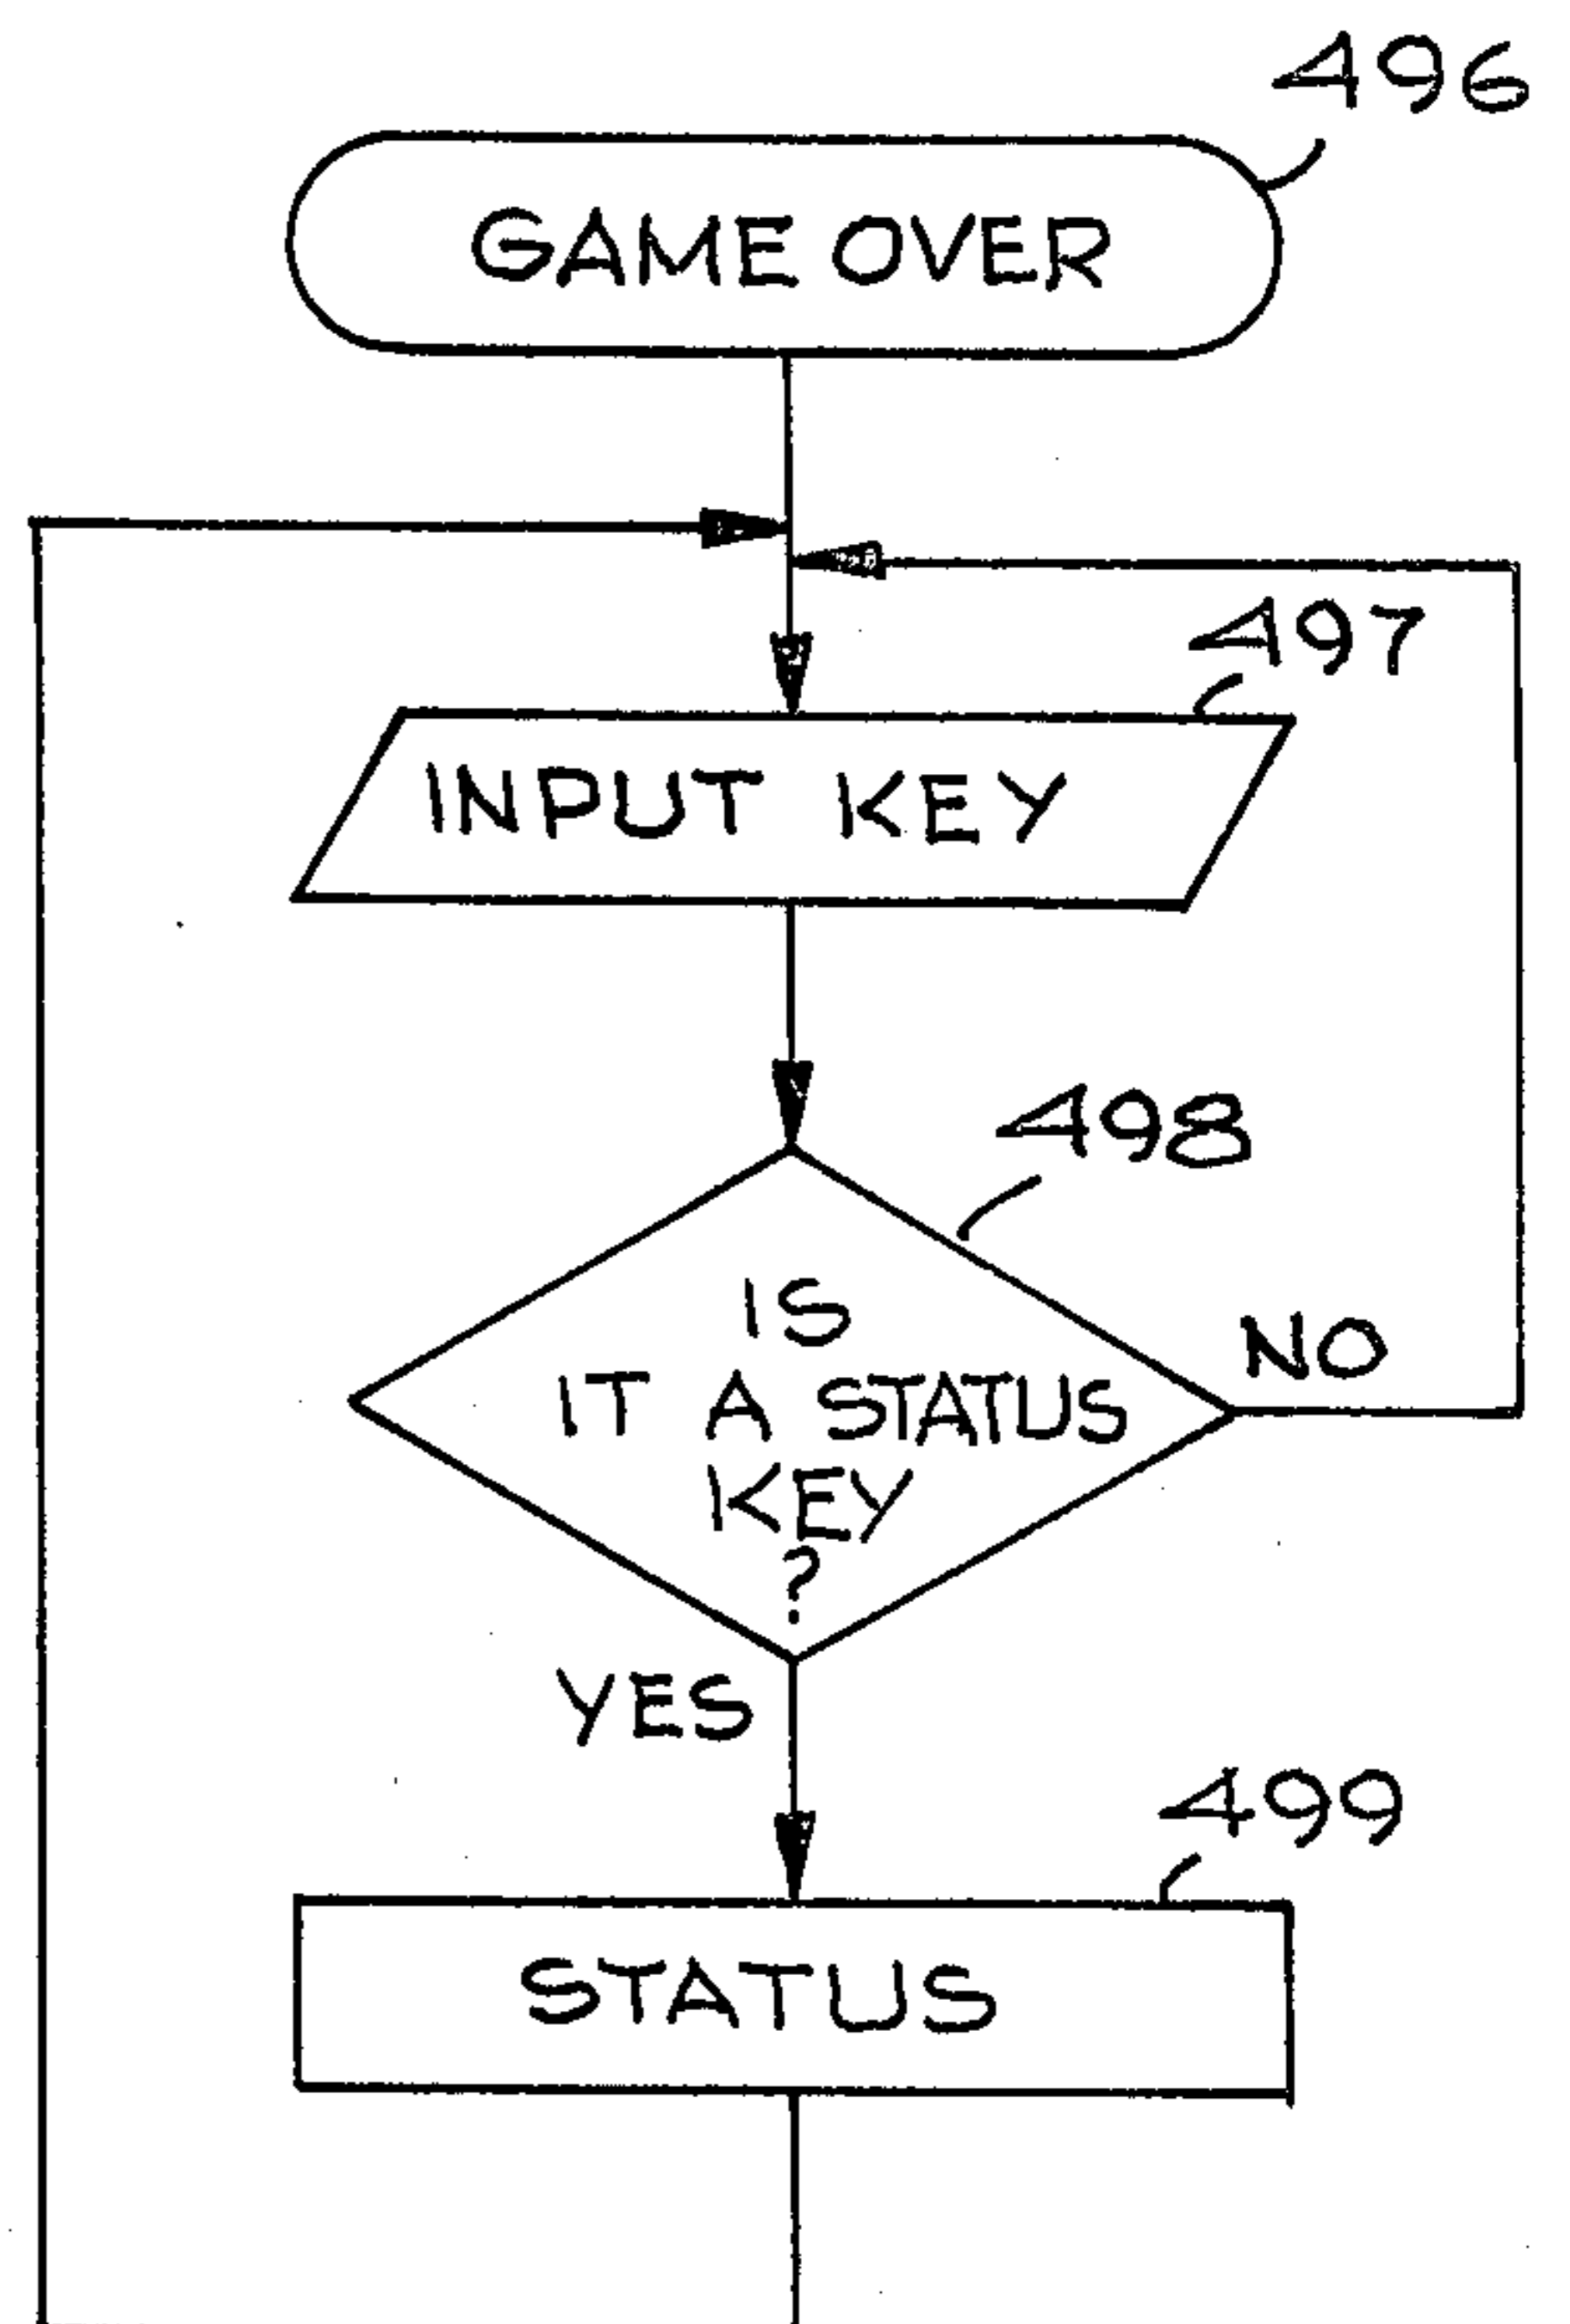 496
GAME OVER
497
INPUT KEY
498
IS
IT A STATUS
KEY
?
NO
YES
499
STATUS